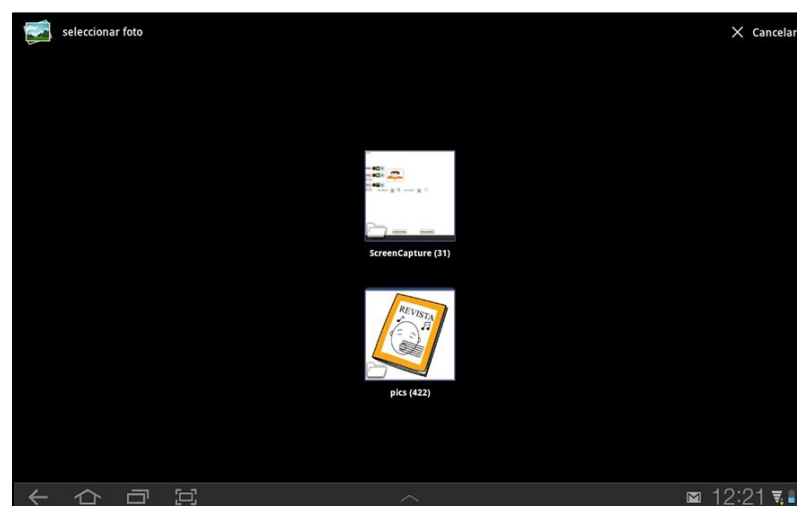 seleccionar foto
Cancelar
ScreenCapture (31)
REVISTA
pics (422)
12:21